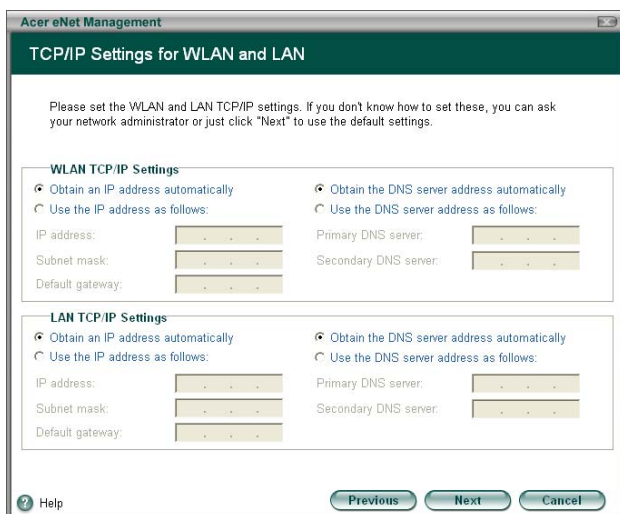 Acer eNet Management
TCP/IP Settings for WLAN and LAN
Please set the WLAN and LAN TCP/IP settings. If you don't know how to set these, you can ask
your network administrator or just click "Next" to use the default settings.
WLAN TCP/IP Settings
Obtain an IP address automatically
Use the IP address as follows:
IP address:
Subnet mask:
Default gateway:
Obtain the DNS server address automatically
Use the DNS server address as follows:
Primary DNS server:
Secondary DNS server:
LAN TCP/IP Settings
Obtain an IP address automatically
Use the IP address as follows:
IP address:
Subnet mask:
Default gateway:
Obtain the DNS server address automatically
Use the DNS server address as follows:
Primary DNS server:
Secondary DNS server:
? Help
Previous
Next
Cancel